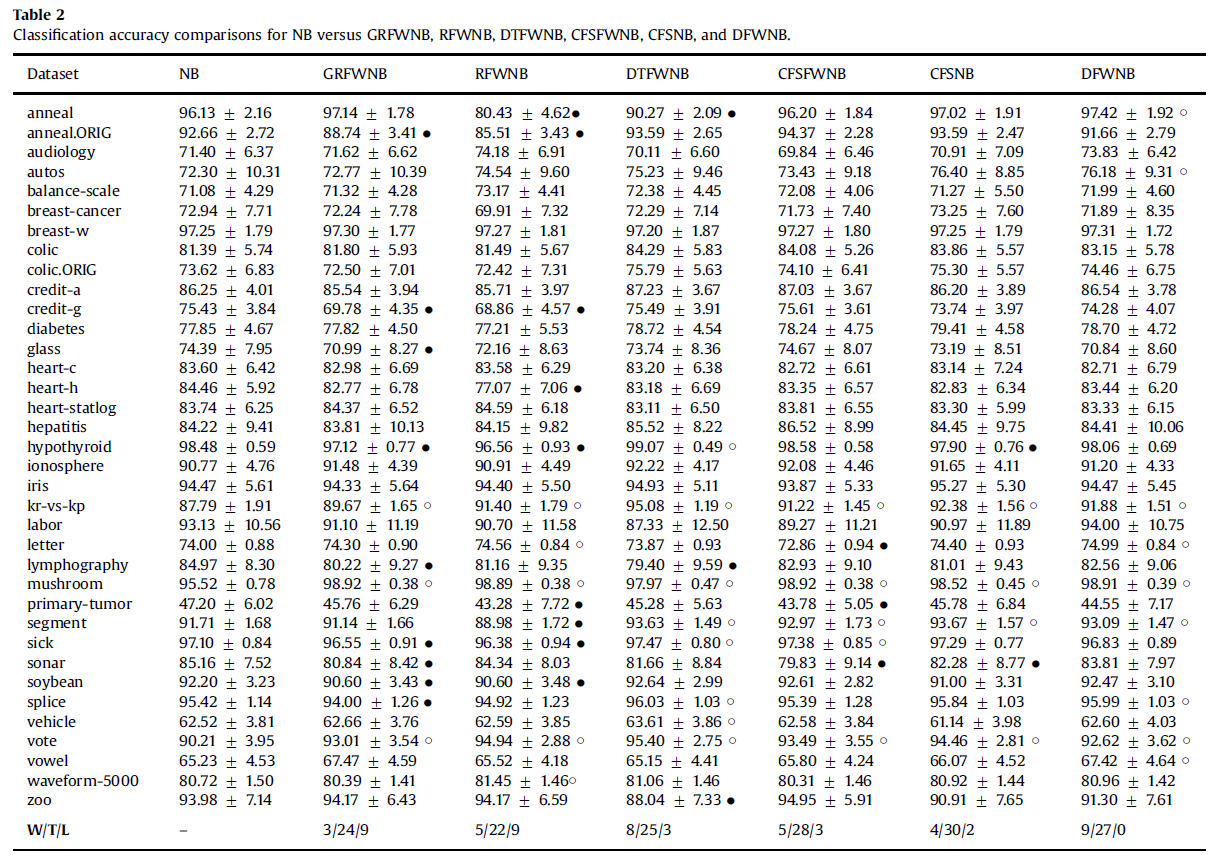 Table 2
Classification accuracy comparisons for NB versus GRFWNB, RFWNB, DTFWNB, CFSFWNB, CFSNB, and DFWNB.
Dataset NB GRFWNB RFWNB DTFWNB CFSFWNB CFSNB DFWNB
anneal 96.13 ± 2.16 97.14 ± 1.78 80.43 ± 4.62● 90.27 ± 2.09 ● 96.20 ± 1.84 97.02 ± 1.91 97.42 ± 1.92 ○
anneal.ORIG 92.66 ± 2.72 88.74 ± 3.41 ● 85.51 ± 3.43 ● 93.59 ± 2.65 94.37 ± 2.28 93.59 ± 2.47 91.66 ± 2.79
audiology 71.40 ± 6.37 71.62 ± 6.62 74.18 ± 6.91 70.11 ± 6.60 69.84 ± 6.46 70.91 ± 7.09 73.83 ± 6.42
autos 72.30 ± 10.31 72.77 ± 10.39 74.54 ± 9.60 75.23 ± 9.46 73.43 ± 9.18 76.40 ± 8.85 76.18 ± 9.31 ○
balance-scale 71.08 ± 4.29 71.32 ± 4.28 73.17 ± 4.41 72.38 ± 4.45 72.08 ± 4.06 71.27 ± 5.50 71.99 ± 4.60
breast-cancer 72.94 ± 7.71 72.24 ± 7.78 69.91 ± 7.32 72.29 ± 7.14 71.73 ± 7.40 73.25 ± 7.60 71.89 ± 8.35
breast-w 97.25 ± 1.79 97.30 ± 1.77 97.27 ± 1.81 97.20 ± 1.87 97.27 ± 1.80 97.25 ± 1.79 97.31 ± 1.72
colic 81.39 ± 5.74 81.80 ± 5.93 81.49 ± 5.67 84.29 ± 5.83 84.08 ± 5.26 83.86 ± 5.57 83.15 ± 5.78
colic.ORIG 73.62 ± 6.83 72.50 ± 7.01 72.42 ± 7.31 75.79 ± 5.63 74.10 ± 6.41 75.30 ± 5.57 74.46 ± 6.75
credit-a 86.25 ± 4.01 85.54 ± 3.94 85.71 ± 3.97 87.23 ± 3.67 87.03 ± 3.67 86.20 ± 3.89 86.54 ± 3.78
credit-g 75.43 ± 3.84 69.78 ± 4.35 ● 68.86 ± 4.57 ● 75.49 ± 3.91 75.61 ± 3.61 73.74 ± 3.97 74.28 ± 4.07
diabetes 77.85 ± 4.67 77.82 ± 4.50 77.21 ± 5.53 78.72 ± 4.54 78.24 ± 4.75 79.41 ± 4.58 78.70 ± 4.72
glass 74.39 ± 7.95 70.99 ± 8.27 ● 72.16 ± 8.63 73.74 ± 8.36 74.67 ± 8.07 73.19 ± 8.51 70.84 ± 8.60
heart-c 83.60 ± 6.42 82.98 ± 6.69 83.58 ± 6.29 83.20 ± 6.38 82.72 ± 6.61 83.14 ± 7.24 82.71 ± 6.79
heart-h 84.46 ± 5.92 82.77 ± 6.78 77.07 ± 7.06 ● 83.18 ± 6.69 83.35 ± 6.57 82.83 ± 6.34 83.44 ± 6.20
heart-statlog 83.74 ± 6.25 84.37 ± 6.52 84.59 ± 6.18 83.11 ± 6.50 83.81 ± 6.55 83.30 ± 5.99 83.33 ± 6.15
hepatitis 84.22 ± 9.41 83.81 ± 10.13 84.15 ± 9.82 85.52 ± 8.22 86.52 ± 8.99 84.45 ± 9.75 84.41 ± 10.06
hypothyroid 98.48 ± 0.59 97.12 ± 0.77 ● 96.56 ± 0.93 ● 99.07 ± 0.49 ○ 98.58 ± 0.58 97.90 ± 0.76 ● 98.06 ± 0.69
ionosphere 90.77 ± 4.76 91.48 ± 4.39 90.91 ± 4.49 92.22 ± 4.17 92.08 ± 4.46 91.65 ± 4.11 91.20 ± 4.33
iris 94.47 ± 5.61 94.33 ± 5.64 94.40 ± 5.50 94.93 ± 5.11 93.87 ± 5.33 95.27 ± 5.30 94.47 ± 5.45
kr-vs-kp 87.79 ± 1.91 89.67 ± 1.65 ○ 91.40 ± 1.79 ○ 95.08 ± 1.19 ○ 91.22 ± 1.45 ○ 92.38 ± 1.56 ○ 91.88 ± 1.51 ○
labor 93.13 ± 10.56 91.10 ± 11.19 90.70 ± 11.58 87.33 ± 12.50 89.27 ± 11.21 90.97 ± 11.89 94.00 ± 10.75
letter 74.00 ± 0.88 74.30 ± 0.90 74.56 ± 0.84 ○ 73.87 ± 0.93 72.86 ± 0.94 ● 74.40 ± 0.93 74.99 ± 0.84 ○
lymphography 84.97 ± 8.30 80.22 ± 9.27 ● 81.16 ± 9.35 79.40 ± 9.59 ● 82.93 ± 9.10 81.01 ± 9.43 82.56 ± 9.06
mushroom 95.52 ± 0.78 98.92 ± 0.38 ○ 98.89 ± 0.38 ○ 97.97 ± 0.47 ○ 98.92 ± 0.38 ○ 98.52 ± 0.45 ○ 98.91 ± 0.39 ○
primary-tumor 47.20 ± 6.02 45.76 ± 6.29 43.28 ± 7.72 ● 45.28 ± 5.63 43.78 ± 5.05 ● 45.78 ± 6.84 44.55 ± 7.17
segment 91.71 ± 1.68 91.14 ± 1.66 88.98 ± 1.72 ● 93.63 ± 1.49 ○ 92.97 ± 1.73 ○ 93.67 ± 1.57 ○ 93.09 ± 1.47 ○
sick 97.10 ± 0.84 96.55 ± 0.91 ● 96.38 ± 0.94 ● 97.47 ± 0.80 ○ 97.38 ± 0.85 ○ 97.29 ± 0.77 96.83 ± 0.89
sonar 85.16 ± 7.52 80.84 ± 8.42 ● 84.34 ± 8.03 81.66 ± 8.84 79.83 ± 9.14 ● 82.28 ± 8.77 ● 83.81 ± 7.97
soybean 92.20 ± 3.23 90.60 ± 3.43 ● 90.60 ± 3.48 ● 92.64 ± 2.99 92.61 ± 2.82 91.00 ± 3.31 92.47 ± 3.10
splice 95.42 ± 1.14 94.00 ± 1.26 ● 94.92 ± 1.23 96.03 ± 1.03 ○ 95.39 ± 1.28 95.84 ± 1.03 95.99 ± 1.03 ○
vehicle 62.52 ± 3.81 62.66 ± 3.76 62.59 ± 3.85 63.61 ± 3.86 ○ 62.58 ± 3.84 61.14 ± 3.98 62.60 ± 4.03
vote 90.21 ± 3.95 93.01 ± 3.54 ○ 94.94 ± 2.88 ○ 95.40 ± 2.75 ○ 93.49 ± 3.55 ○ 94.46 ± 2.81 ○ 92.62 ± 3.62 ○
vowel 65.23 ± 4.53 67.47 ± 4.59 65.52 ± 4.18 65.15 ± 4.41 65.80 ± 4.24 66.07 ± 4.52 67.42 ± 4.64 ○
waveform-5000 80.72 ± 1.50 80.39 ± 1.41 81.45 ± 1.46○ 81.06 ± 1.46 80.31 ± 1.46 80.92 ± 1.44 80.96 ± 1.42
zoo 93.98 ± 7.14 94.17 ± 6.43 94.17 ± 6.59 88.04 ± 7.33 ● 94.95 ± 5.91 90.91 ± 7.65 91.30 ± 7.61
W/T/L – 3/24/9 5/22/9 8/25/3 5/28/3 4/30/2 9/27/0